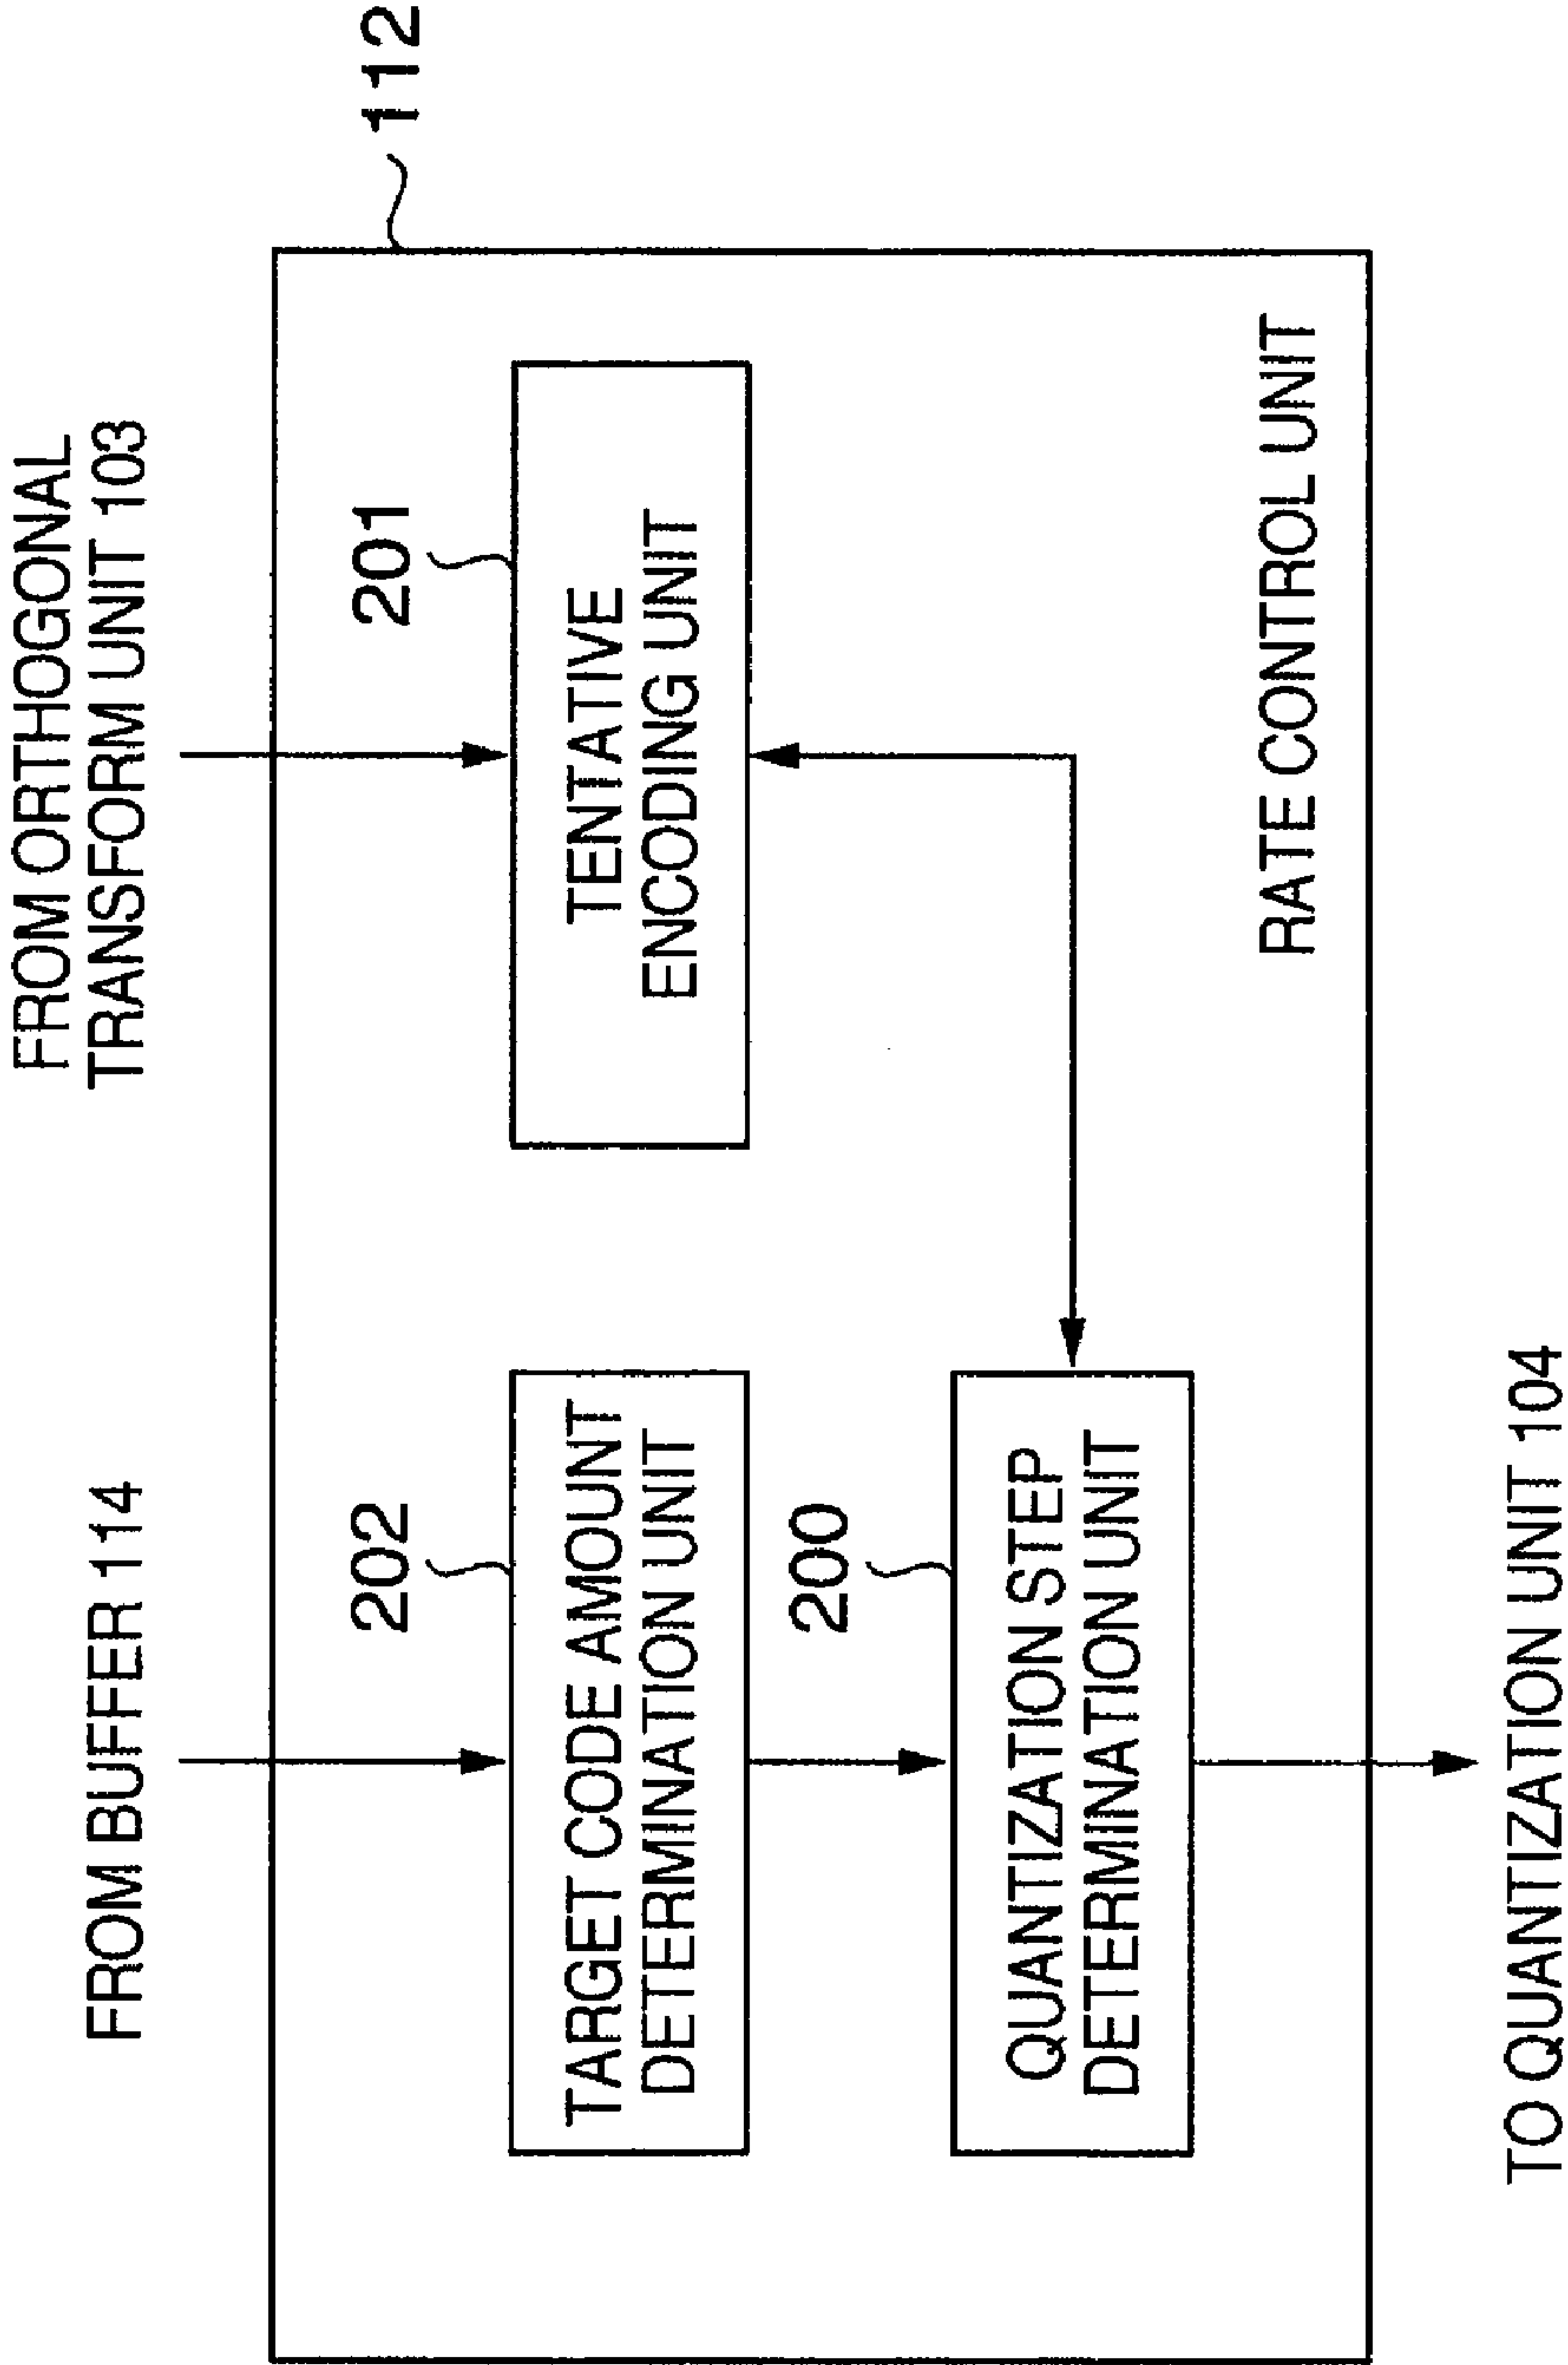 FROM BUFFER 114
FROM ORTHOGONAL
TRANSFORM UNIT 103
112
202
201
TARGET CODE AMOUNT
DETERMINATION UNIT
TENTATIVE
ENCODING UNIT
200
QUANTIZATION STEP
DETERMINATION UNIT
RATE CONTROL UNIT
TO QUANTIZATION UNIT 104